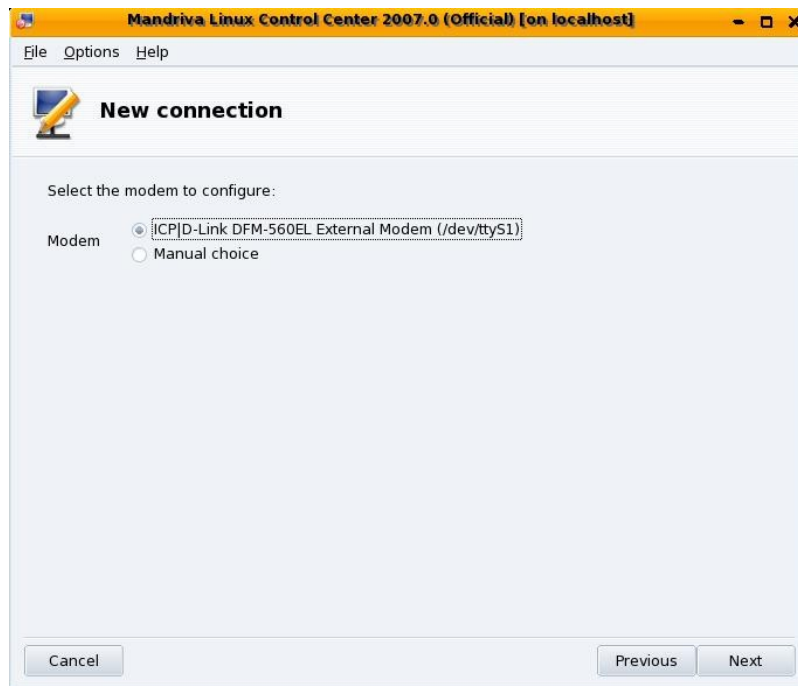 Mandriva Linux Control Center 2007.0 (Official) [on localhost]
File Options Help
New connection
Select the modem to configure:
Modem
ICP|D-Link DFM-560EL External Modem (/dev/ttyS1)
Manual choice
Cancel Previous Next